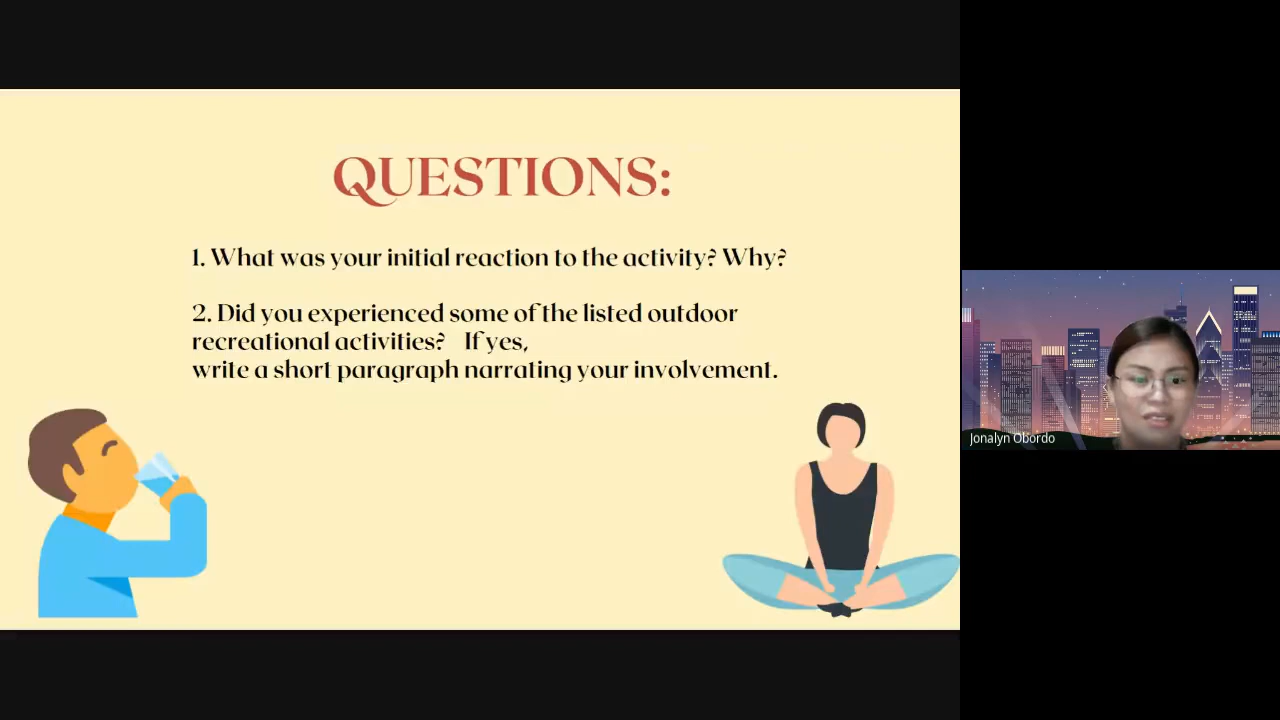 QUESTIONS:
1. What was your initial reaction to the activity? Why?
2. Did you experienced some of the listed outdoor
recreational activities? If yes,
write a short paragraph narrating your involvement.
Jonalyn Obordo